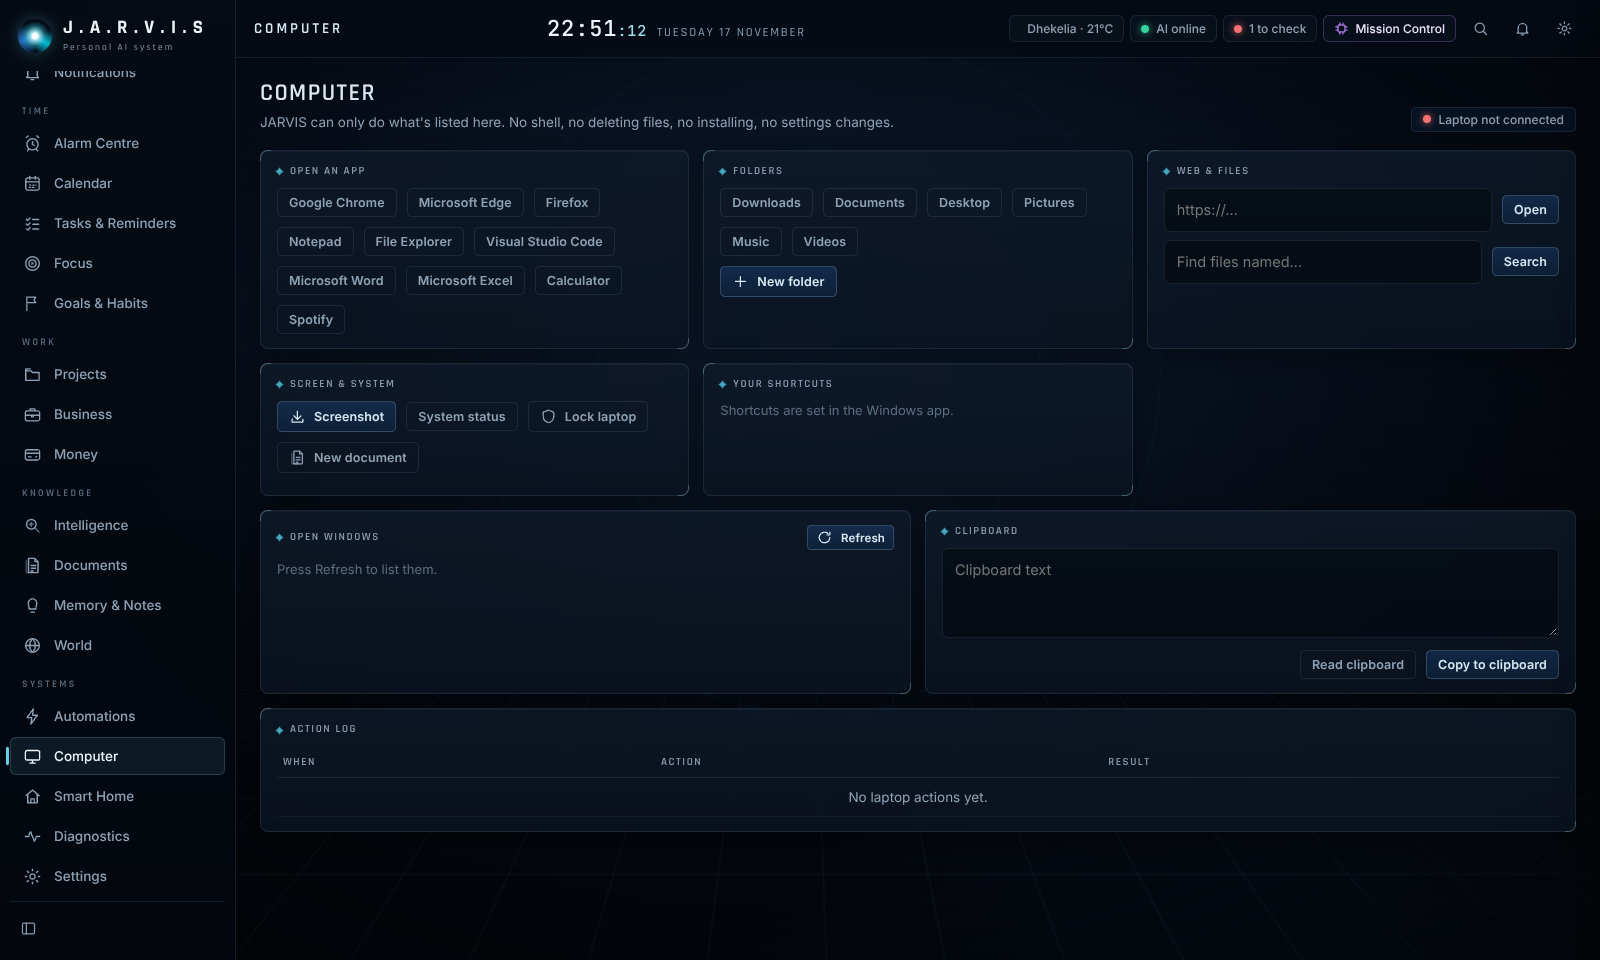 J.A.R.V.I.S
Personal AI system
COMPUTER
22:51:12 TUESDAY 17 NOVEMBER
Dhekelia · 21°C
AI online
1 to check
Mission Control
Notifications
TIME
Alarm Centre
Calendar
Tasks & Reminders
Focus
Goals & Habits
WORK
Projects
Business
Money
KNOWLEDGE
Intelligence
Documents
Memory & Notes
World
SYSTEMS
Automations
Computer
Smart Home
Diagnostics
Settings
COMPUTER
JARVIS can only do what's listed here. No shell, no deleting files, no installing, no settings changes.
Laptop not connected
OPEN AN APP
Google Chrome Microsoft Edge Firefox
Notepad File Explorer Visual Studio Code
Microsoft Word Microsoft Excel Calculator
Spotify
FOLDERS
Downloads Documents Desktop Pictures
Music Videos
New folder
WEB & FILES
https://... Open
Find files named... Search
SCREEN & SYSTEM
Screenshot System status Lock laptop
New document
YOUR SHORTCUTS
Shortcuts are set in the Windows app.
OPEN WINDOWS
Refresh
Press Refresh to list them.
CLIPBOARD
Clipboard text
Read clipboard Copy to clipboard
ACTION LOG
WHEN ACTION RESULT
No laptop actions yet.